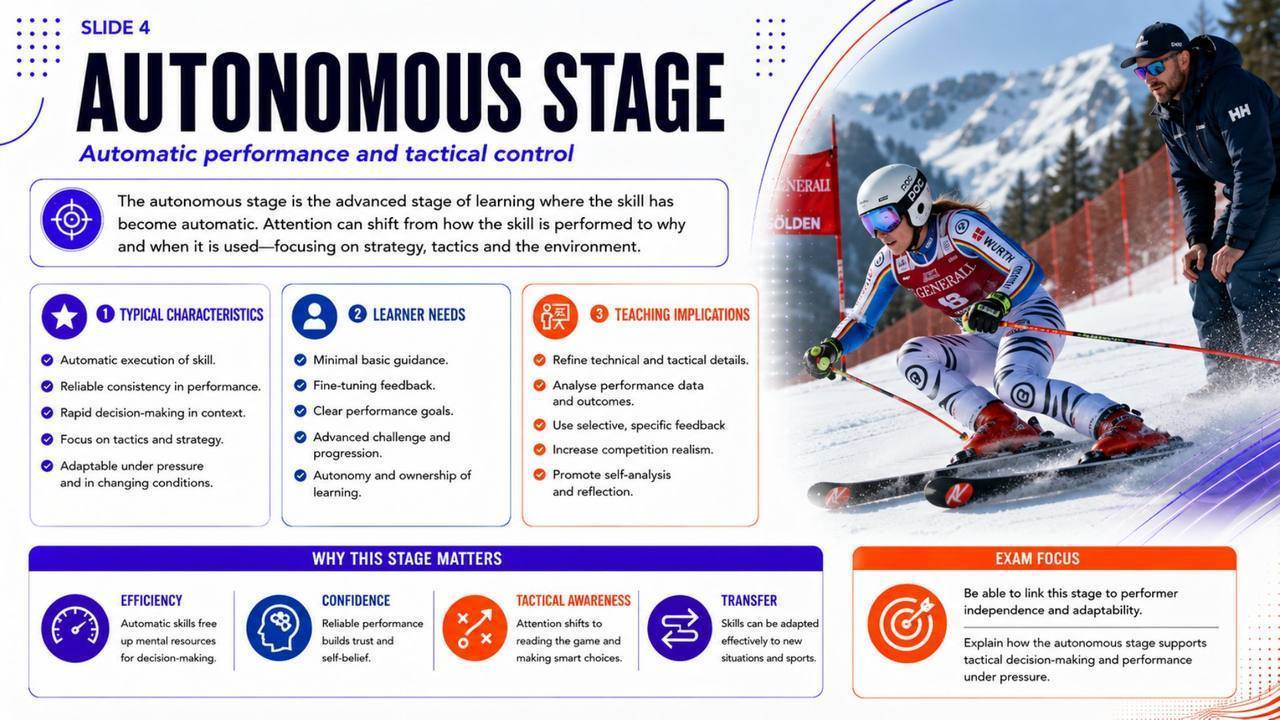 SLIDE 4
AUTONOMOUS STAGE
Automatic performance and tactical control
The autonomous stage is the advanced stage of learning where the skill has
become automatic. Attention can shift from how the skill is performed to why
and when it is used—focusing on strategy, tactics and the environment.
1 TYPICAL CHARACTERISTICS
Automatic execution of skill.
Reliable consistency in performance.
Rapid decision-making in context.
Focus on tactics and strategy.
Adaptable under pressure
and in changing conditions.
2 LEARNER NEEDS
Minimal basic guidance.
Fine-tuning feedback.
Clear performance goals.
Advanced challenge and
progression.
Autonomy and ownership of
learning.
3 TEACHING IMPLICATIONS
Refine technical and tactical details.
Analyse performance data
and outcomes.
Use selective, specific feedback
Increase competition realism.
Promote self-analysis
and reflection.
GENERALI
SÖLDEN
POC
POC
WÜRTH
GENERALI
18
HH
WHY THIS STAGE MATTERS
EFFICIENCY
Automatic skills free
up mental resources
for decision-making.
CONFIDENCE
Reliable performance
builds trust and
self-belief.
TACTICAL AWARENESS
Attention shifts to
reading the game and
making smart choices.
TRANSFER
Skills can be adapted
effectively to new
situations and sports.
EXAM FOCUS
Be able to link this stage to performer
independence and adaptability.
Explain how the autonomous stage supports
tactical decision-making and performance
under pressure.